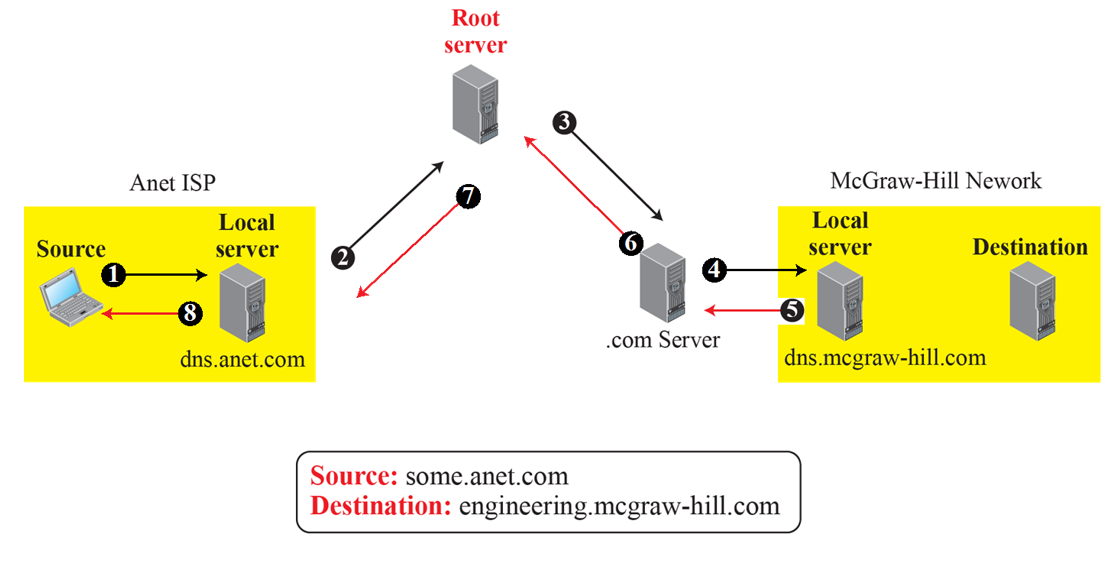 Root
server
3
Anet ISP
7
McGraw-Hill Nework
Source
Local
server
2
6
Local
server
Destination
1
8
4
5
dns.anet.com
.com Server
dns.mcgraw-hill.com
Source: some.anet.com
Destination: engineering.mcgraw-hill.com